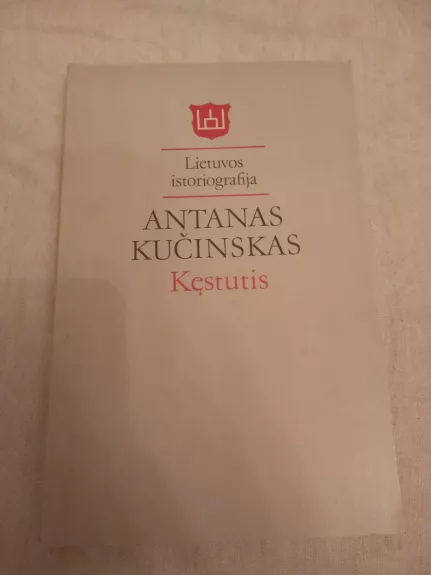 Lietuvos
istoriografija
ANTANAS
KUČINSKAS
Kęstutis